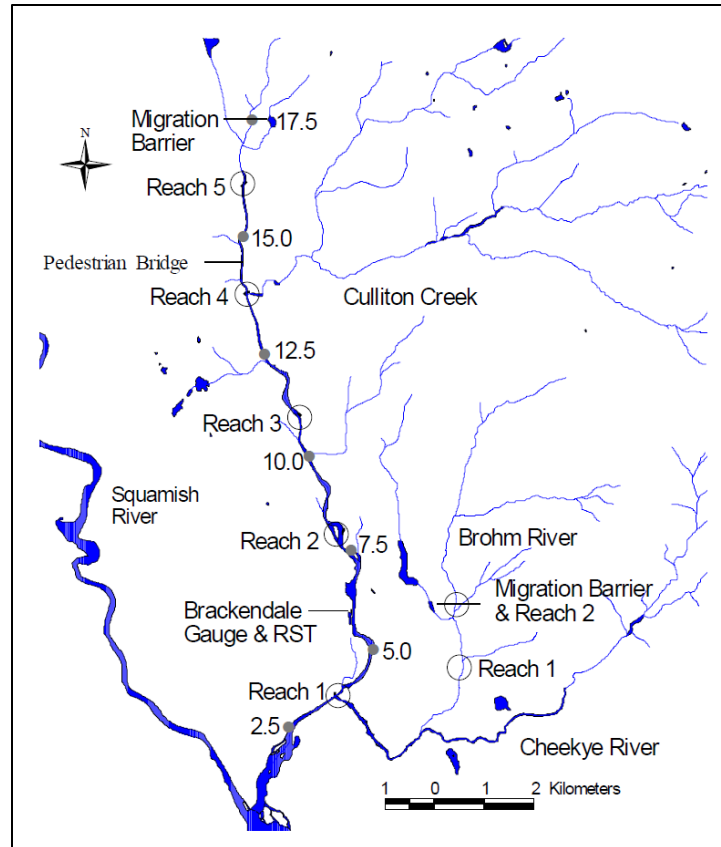 Migration
Barrier
17.5
N
Reach 5
15.0
Pedestrian Bridge
Reach 4
Culliton Creek
12.5
Reach 3
10.0
Squamish
River
Reach 2
7.5
Brohm River
Migration Barrier
& Reach 2
Brackendale
Gauge & RST
5.0
Reach 1
Reach 1
2.5
Cheekye River
1 0 1 2 Kilometers